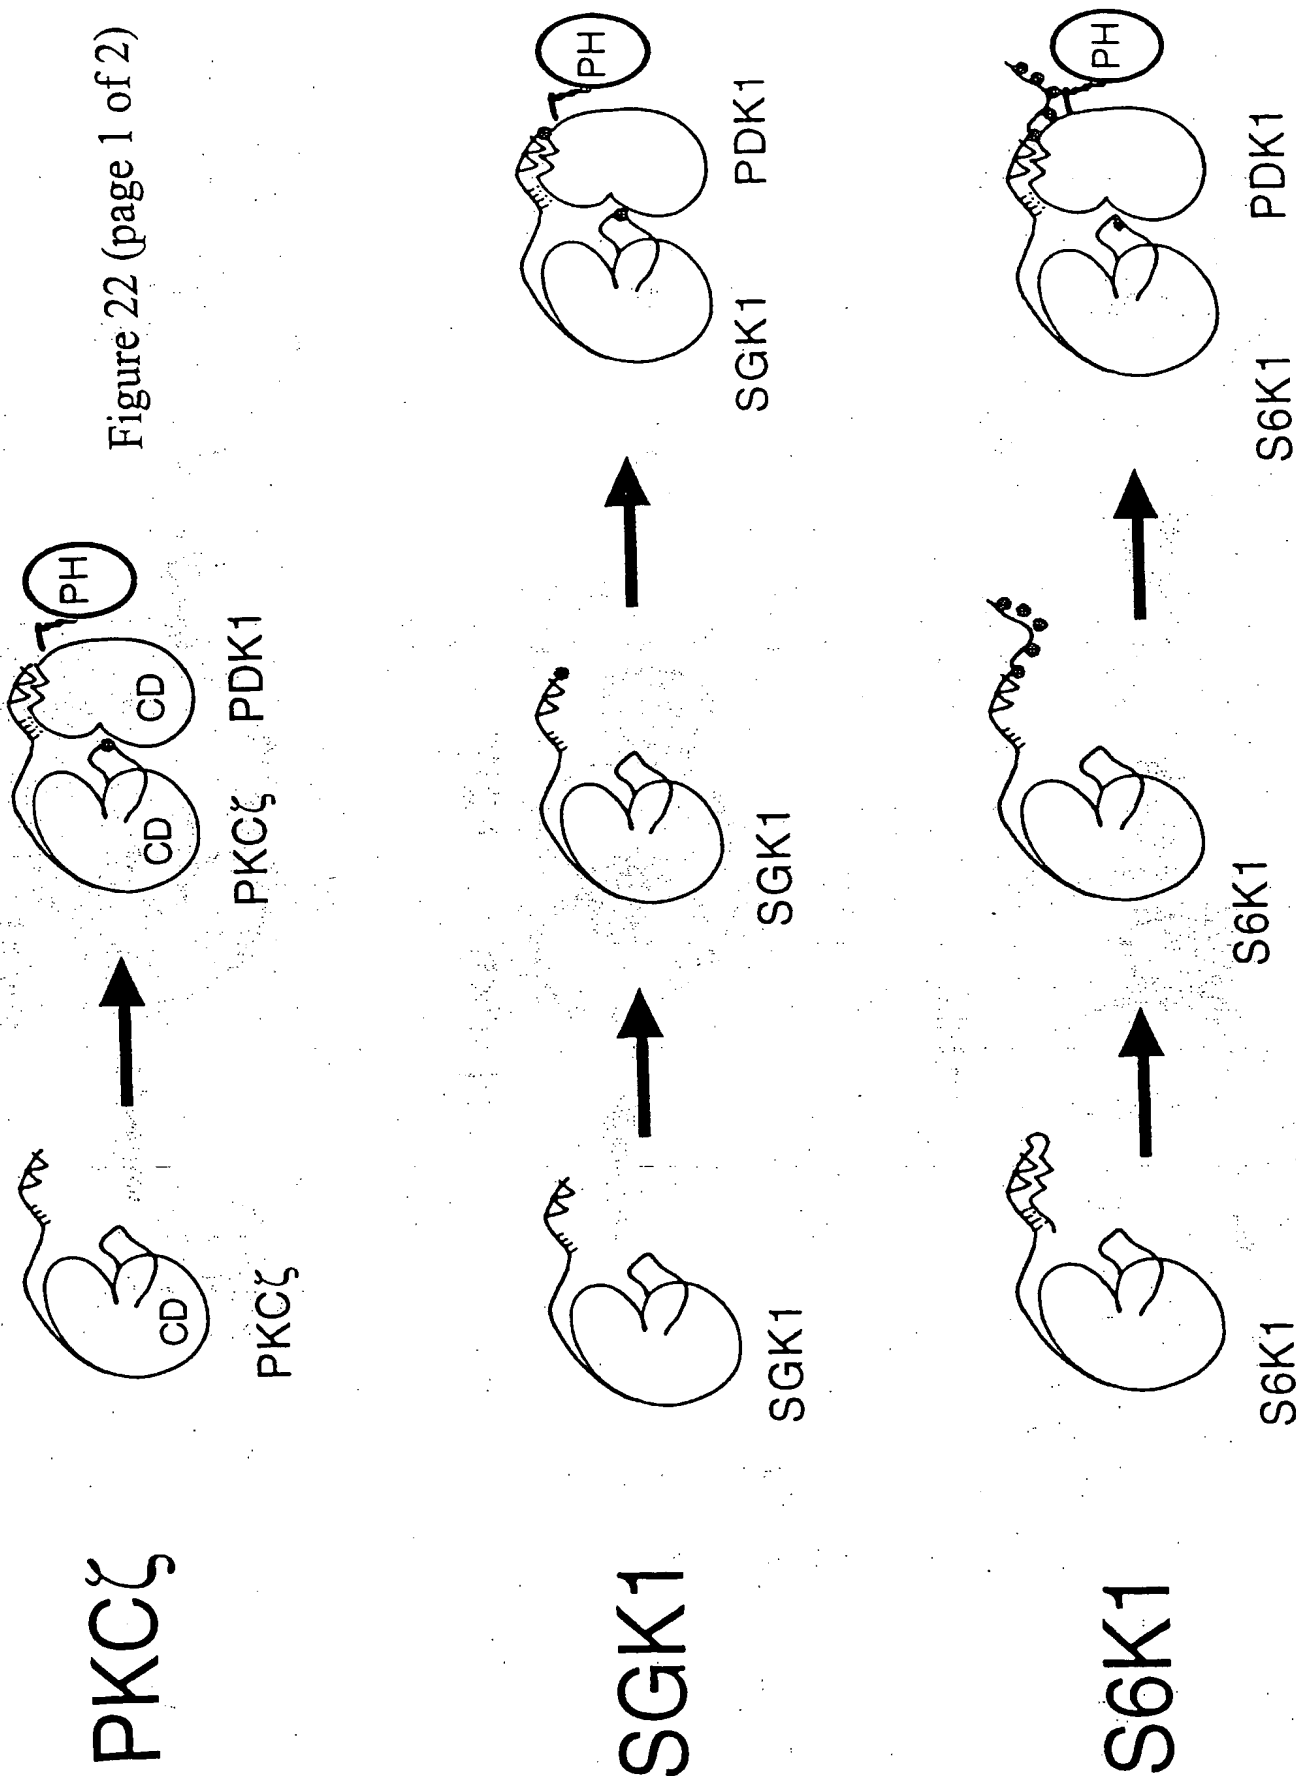 Figure 22 (page 1 of 2)
PKCζ
CD
PKCζ
CD
CD
PH
PKCζ
PDK1
SGK1
SGK1
SGK1
PH
SGK1
PDK1
S6K1
S6K1
S6K1
PH
S6K1
PDK1